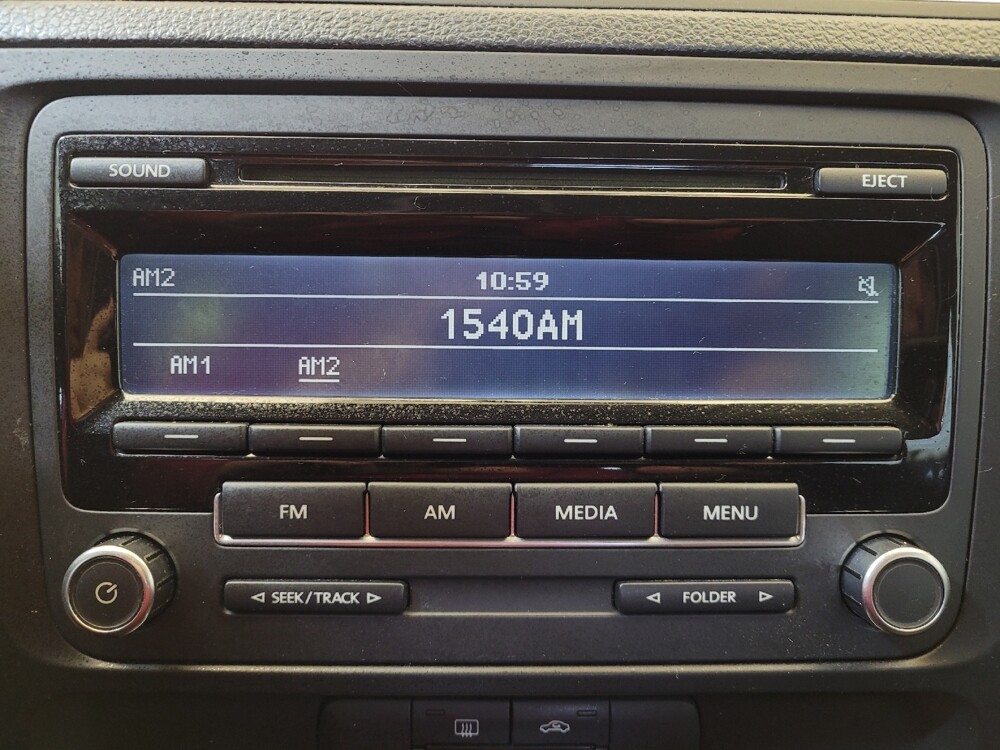 SOUND
EJECT
AM2 10:59
1540AM
AM1 AM2
FM AM MEDIA MENU
SEEK/TRACK FOLDER